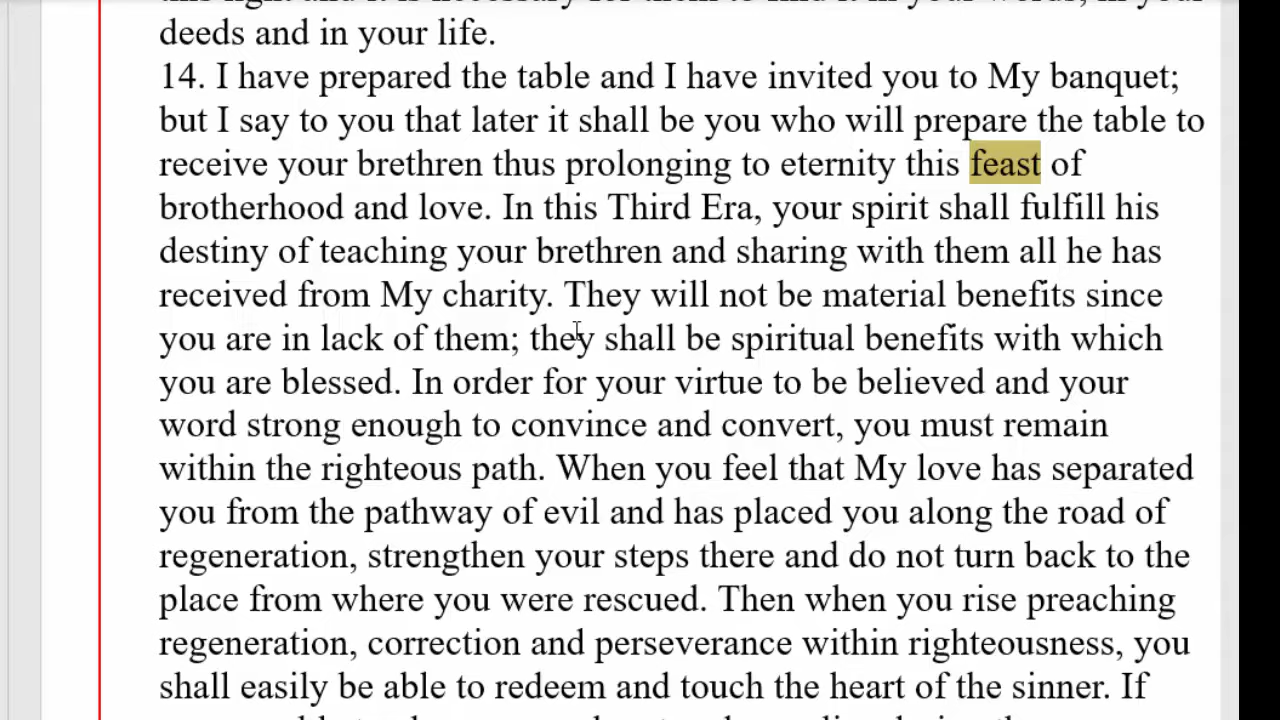 deeds and in your life.
14. I have prepared the table and I have invited you to My banquet;
but I say to you that later it shall be you who will prepare the table to
receive your brethren thus prolonging to eternity this feast of
brotherhood and love. In this Third Era, your spirit shall fulfill his
destiny of teaching your brethren and sharing with them all he has
received from My charity. They will not be material benefits since
you are in lack of them; they shall be spiritual benefits with which
you are blessed. In order for your virtue to be believed and your
word strong enough to convince and convert, you must remain
within the righteous path. When you feel that My love has separated
you from the pathway of evil and has placed you along the road of
regeneration, strengthen your steps there and do not turn back to the
place from where you were rescued. Then when you rise preaching
regeneration, correction and perseverance within righteousness, you
shall easily be able to redeem and touch the heart of the sinner. If